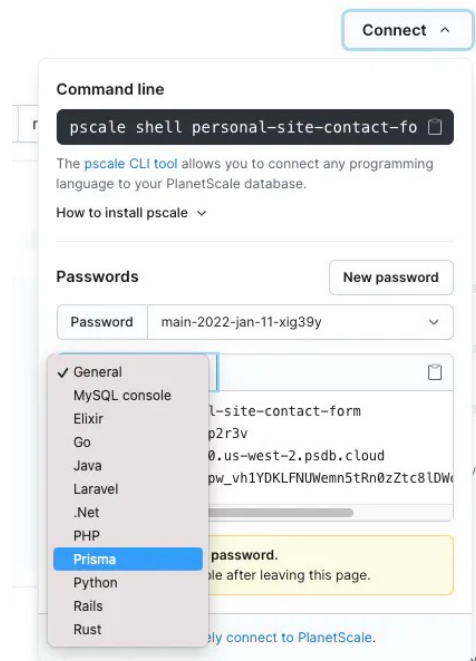 Connect
Command line
pscale shell personal-site-contact-fo
The pscale CLI tool allows you to connect any programming
language to your PlanetScale database.
How to install pscale
Passwords
New password
Password
main-2022-jan-11-xig39y
✓ General
MySQL console
Elixir
Go
Java
Laravel
.Net
PHP
Prisma
Python
Rails
Rust
l-site-contact-form
p2r3v
0.us-west-2.psdb.cloud
pw_vh1YDKLFNUWemn5tRn0zZtc8lDW
password.
ble after leaving this page.
ely connect to PlanetScale.